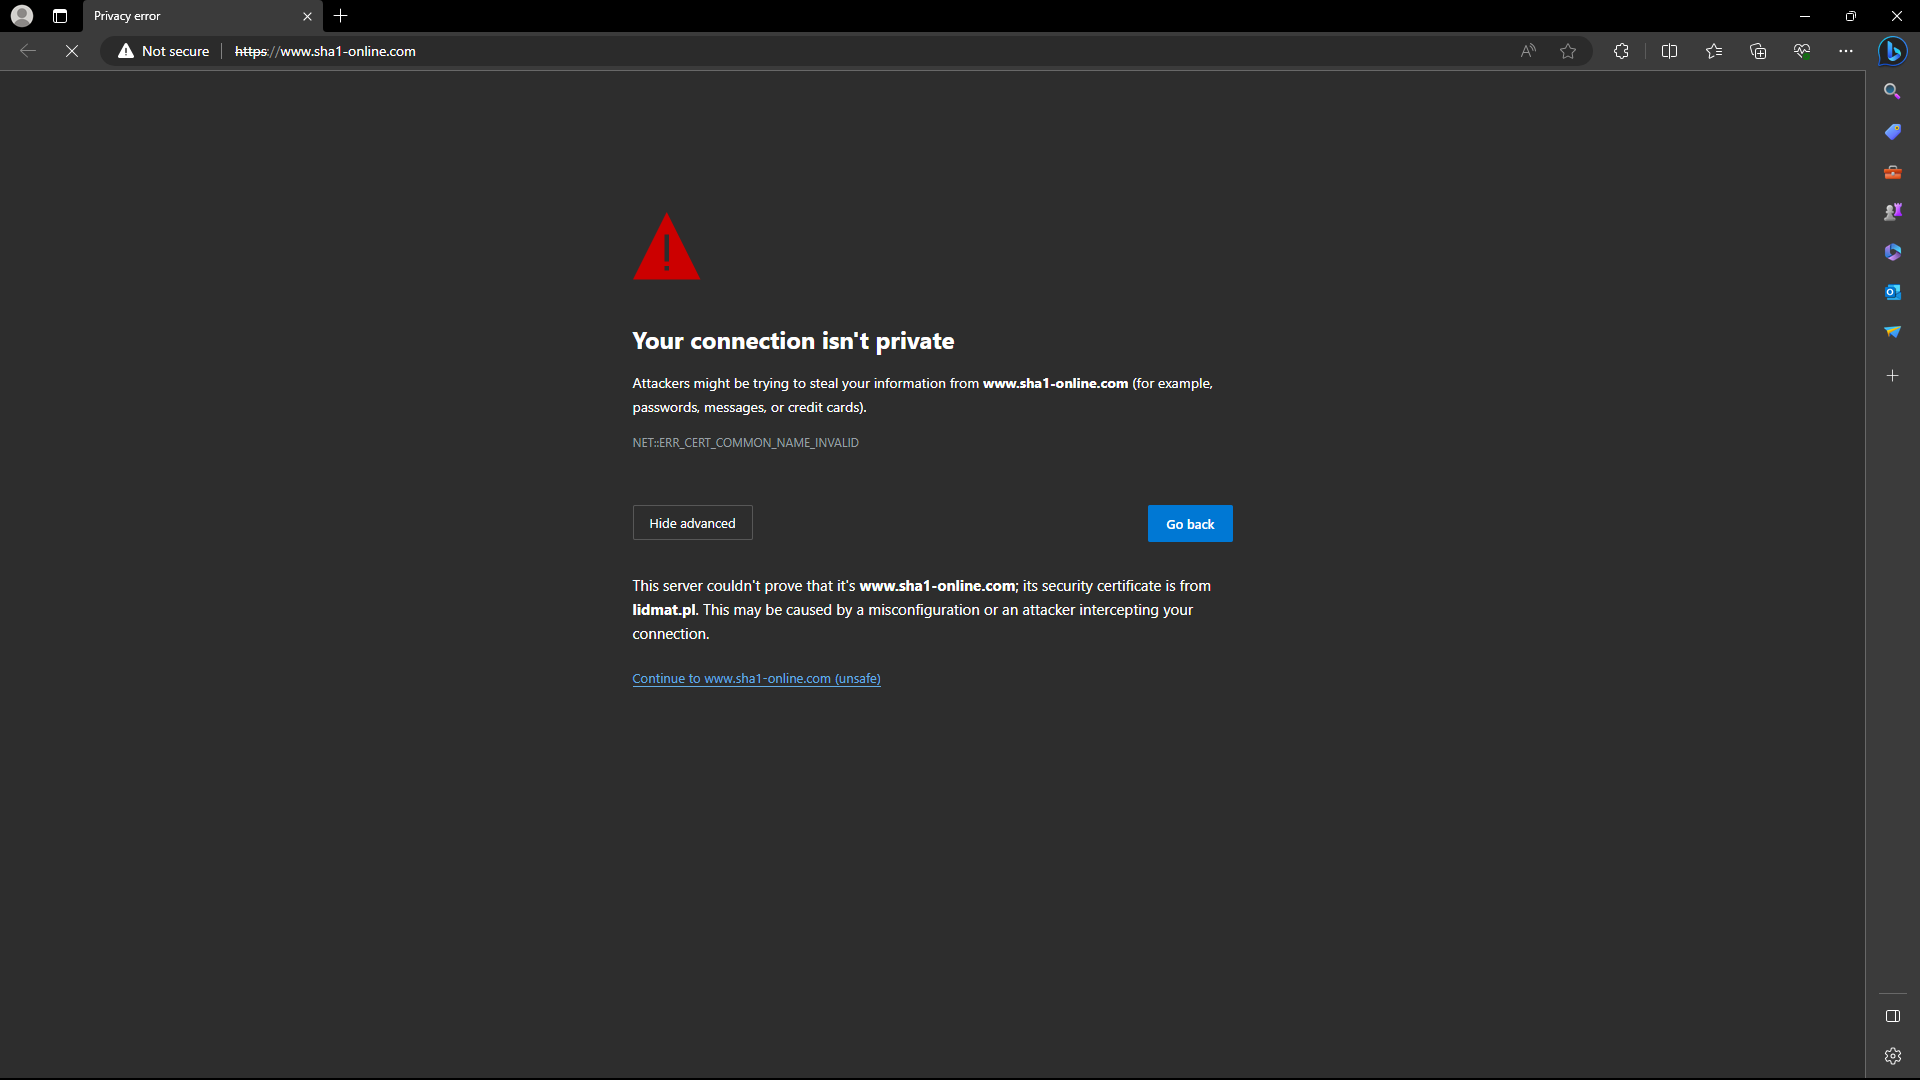 Privacy error
Not secure
https://www.sha1-online.com
Your connection isn't private
Attackers might be trying to steal your information from www.sha1-online.com (for example,
passwords, messages, or credit cards).
NET::ERR_CERT_COMMON_NAME_INVALID
Hide advanced
Go back
This server couldn't prove that it's www.sha1-online.com; its security certificate is from
lidmat.pl. This may be caused by a misconfiguration or an attacker intercepting your
connection.
Continue to www.sha1-online.com (unsafe)